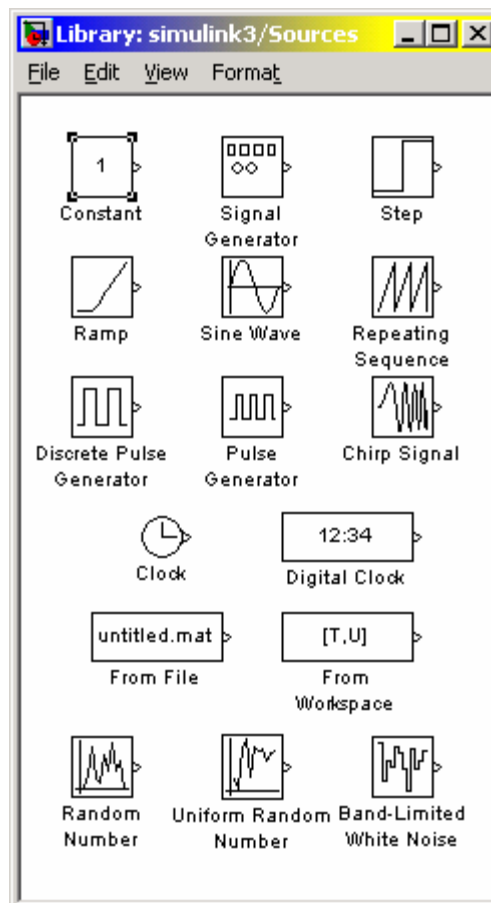 Library: simulink3/Sources
File Edit View Format
1
Constant
Signal
Generator
Step
Ramp
Sine Wave
Repeating
Sequence
Discrete Pulse
Generator
Pulse
Generator
Chirp Signal
Clock
12:34
Digital Clock
untitled.mat
From File
[T,U]
From
Workspace
Random
Number
Uniform Random
Number
Band-Limited
White Noise